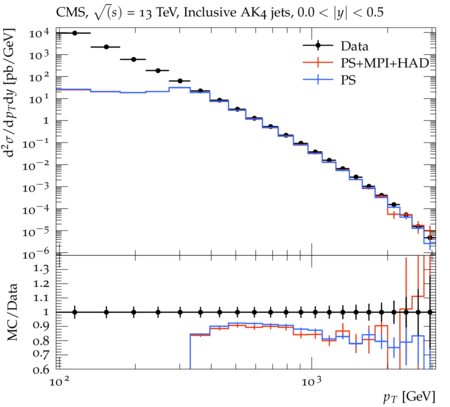 CMS, √(s) = 13 TeV, Inclusive AK4 jets, 0.0 < |y| < 0.5
d²σ/dp_T dy [pb/GeV]
10⁴
10³
10²
10¹
1
10⁻¹
10⁻²
10⁻³
10⁻⁴
10⁻⁵
10⁻⁶
Data
PS+MPI+HAD
PS
MC/Data
1.3
1.2
1.1
1
0.9
0.8
0.7
0.6
10² 10³
p_T [GeV]